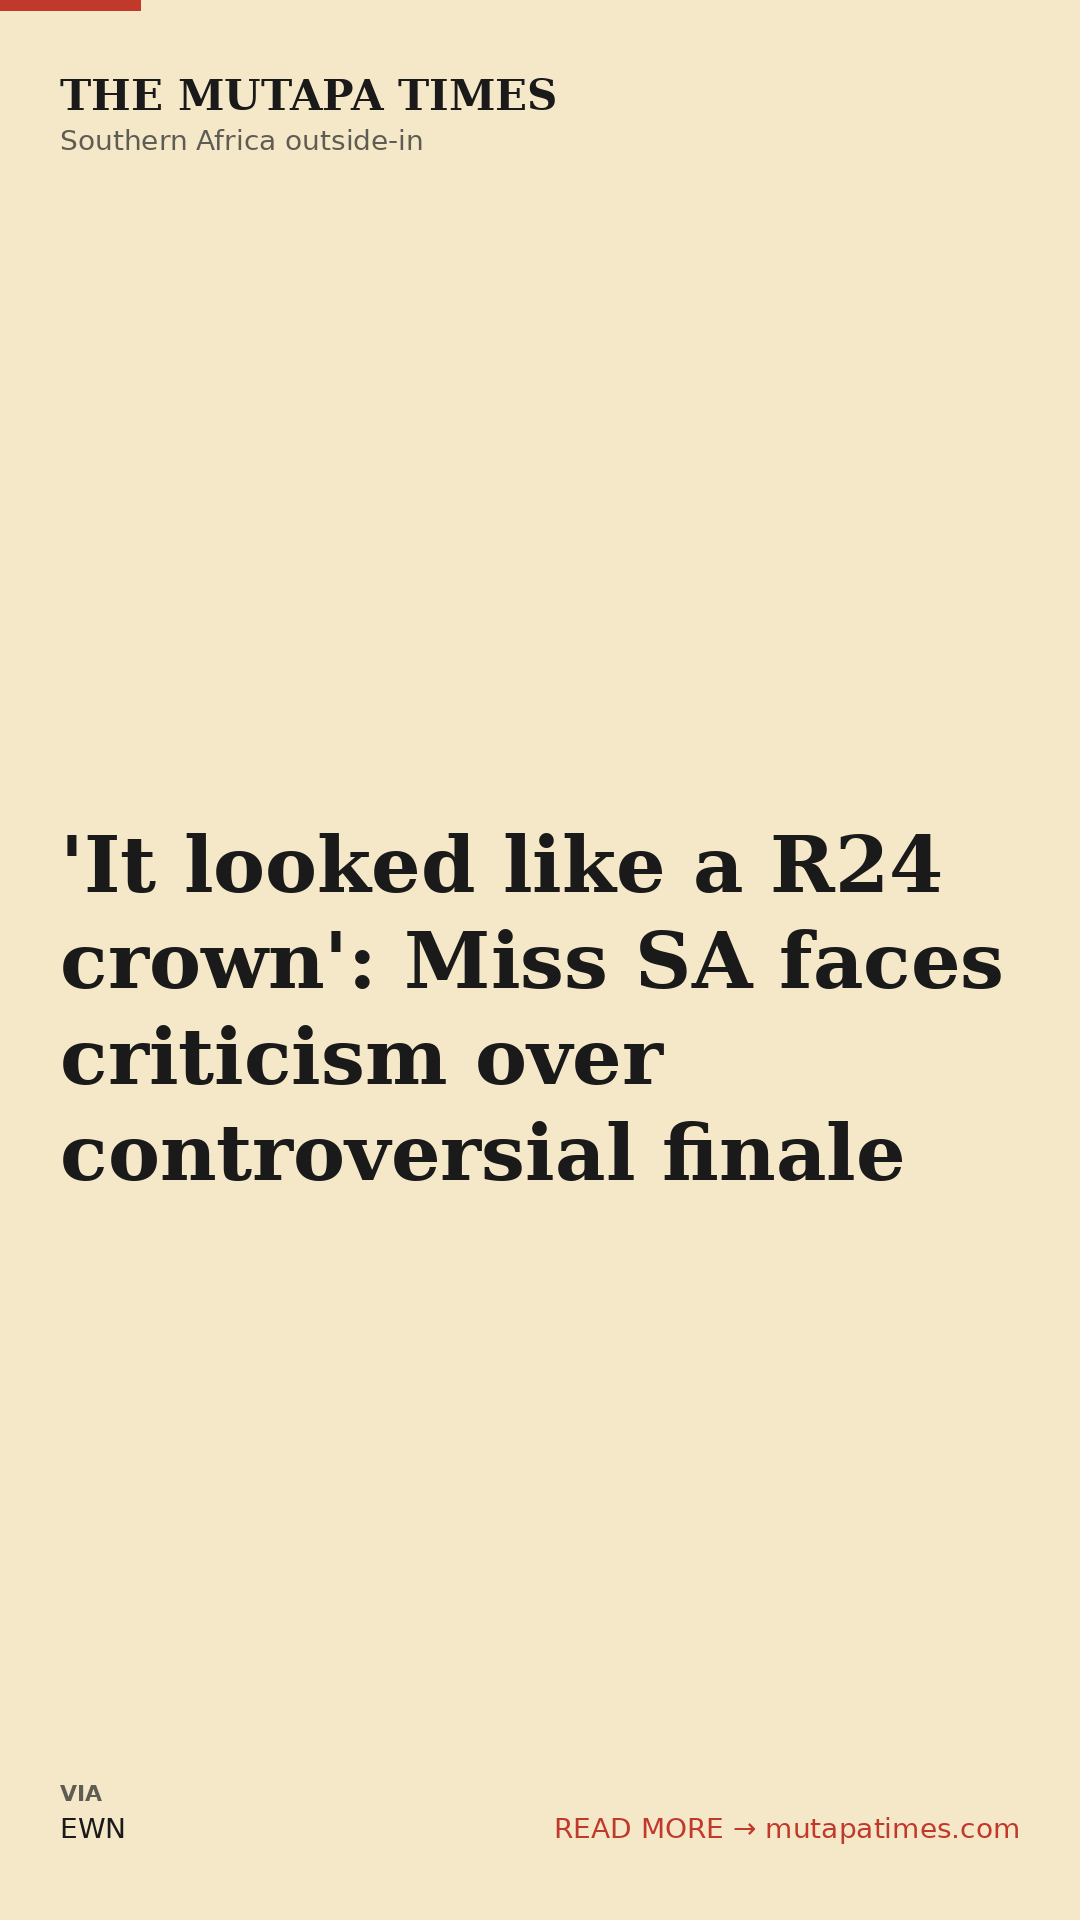 THE MUTAPA TIMES
Southern Africa outside-in
'It looked like a R24
crown': Miss SA faces
criticism over
controversial finale
VIA
EWN
READ MORE → mutapatimes.com